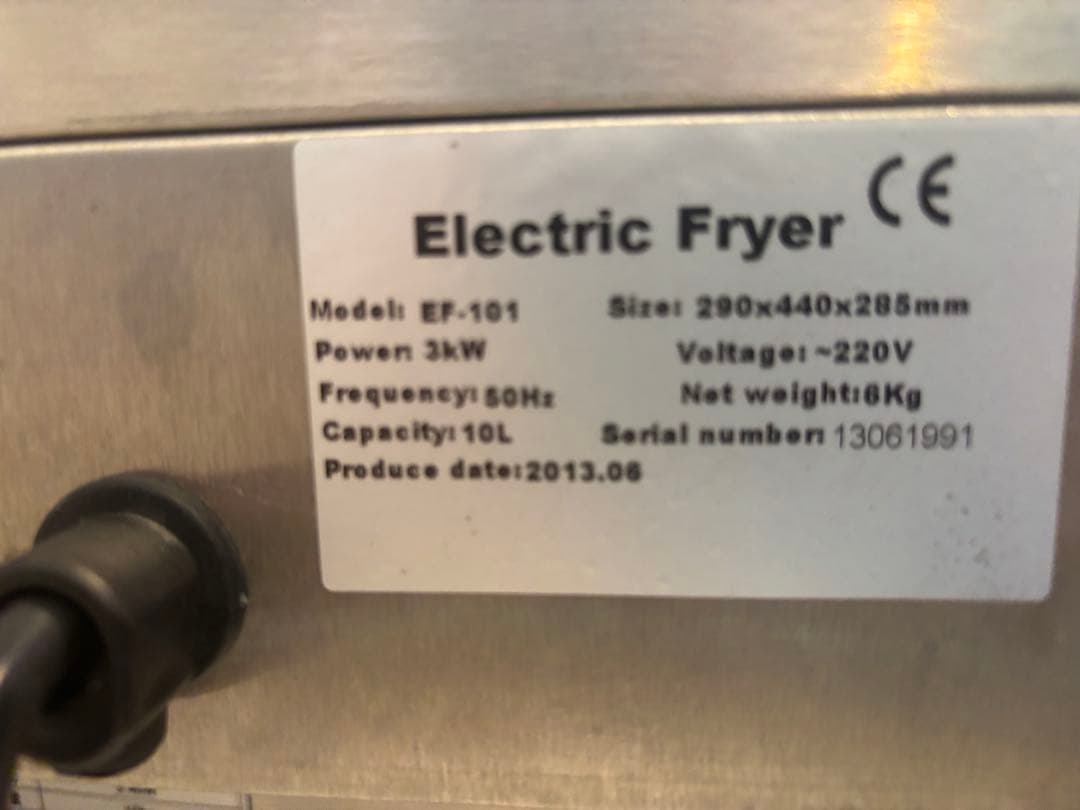 CE
Electric Fryer
Model: EF-101 Size: 290x440x285mm
Power: 3kW Voltage: ~220V
Frequency: 50Hz Net weight:6Kg
Capacity: 10L Serial number: 13061991
Produce date:2013.06